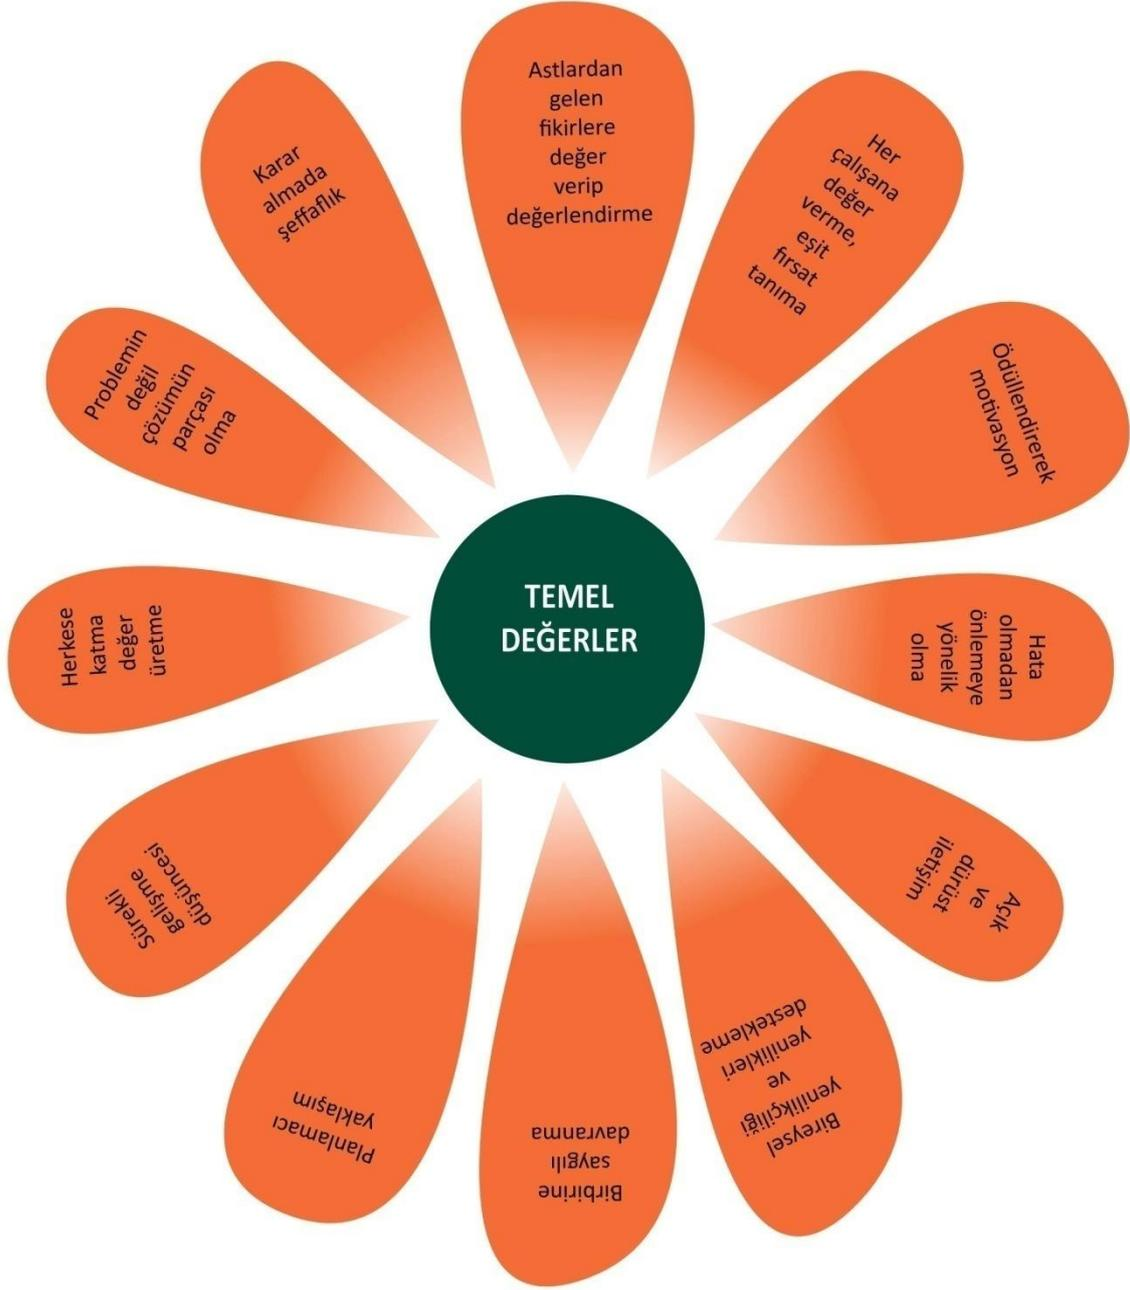 Astlardan
gelen
fikirlere
değer
verip
değerlendirme
Her
çalışana
değer
verme,
eşit
fırsat
tanıma
Ödüllendirerek
motivasyon
Hata
olmadan
önlemeye
yönelik
olma
Açık
ve
dürüst
iletişim
Bireysel
yenilikçiliği
ve
yenilikleri
destekleme
Birbirine
saygılı
davranma
Planlamacı
yaklaşım
Sürekli
gelişme
düşüncesi
Herkese
katma
değer
üretme
Problemin
değil
çözümün
parçası
olma
Karar
almada
şeffaflık
TEMEL
DEĞERLER